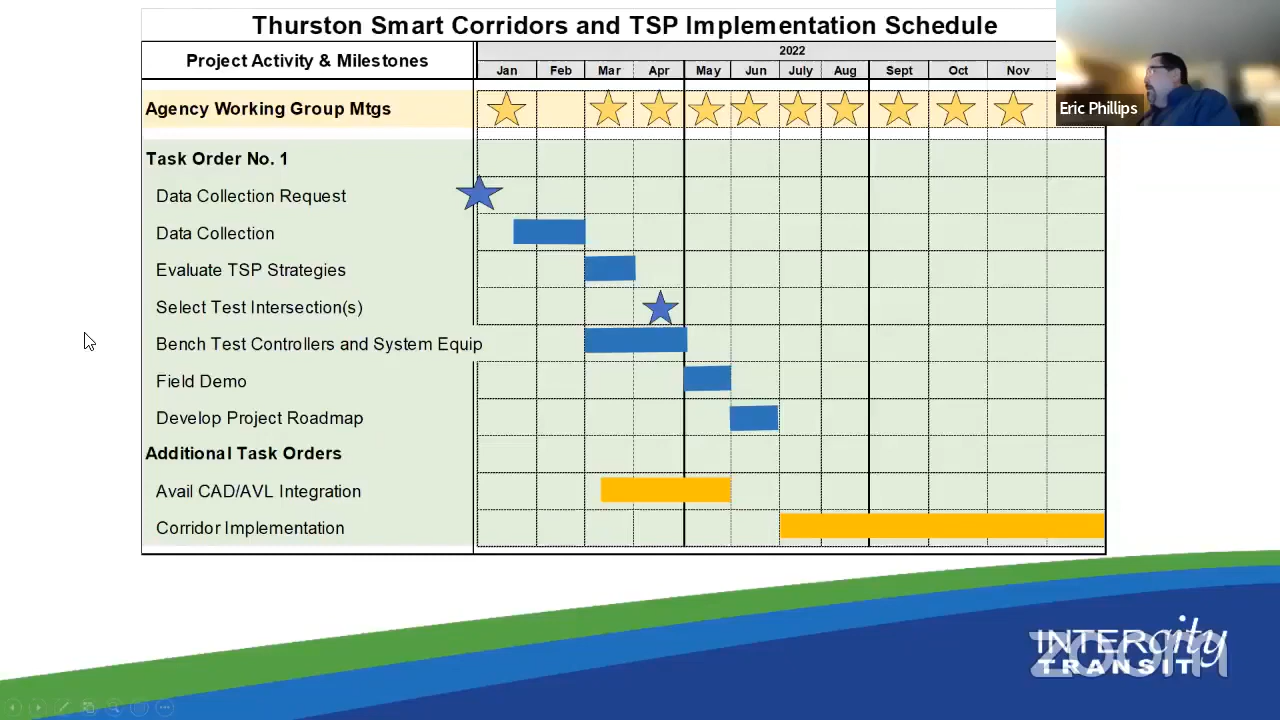 Thurston Smart Corridors and TSP Implementation Schedule
Project Activity & Milestones
2022
Jan Feb Mar Apr May Jun July Aug Sept Oct Nov
Agency Working Group Mtgs
Eric Phillips
Task Order No. 1
Data Collection Request
Data Collection
Evaluate TSP Strategies
Select Test Intersection(s)
Bench Test Controllers and System Equip
Field Demo
Develop Project Roadmap
Additional Task Orders
Avail CAD/AVL Integration
Corridor Implementation
INTERcity
TRANSIT
zoom